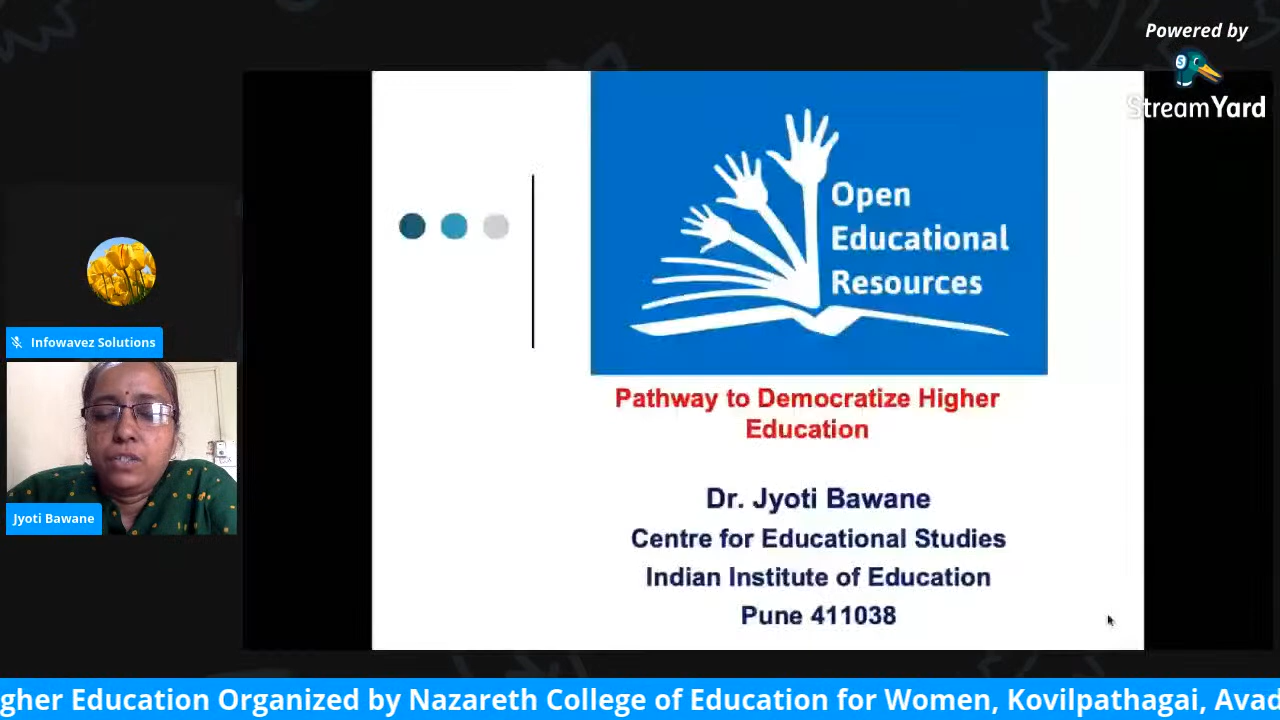 Powered by
StreamYard
Open
Educational
Resources
Pathway to Democratize Higher
Education
Dr. Jyoti Bawane
Centre for Educational Studies
Indian Institute of Education
Pune 411038
Infowavez Solutions
Jyoti Bawane
gher Education Organized by Nazareth College of Education for Women, Kovilpathagai, Avad